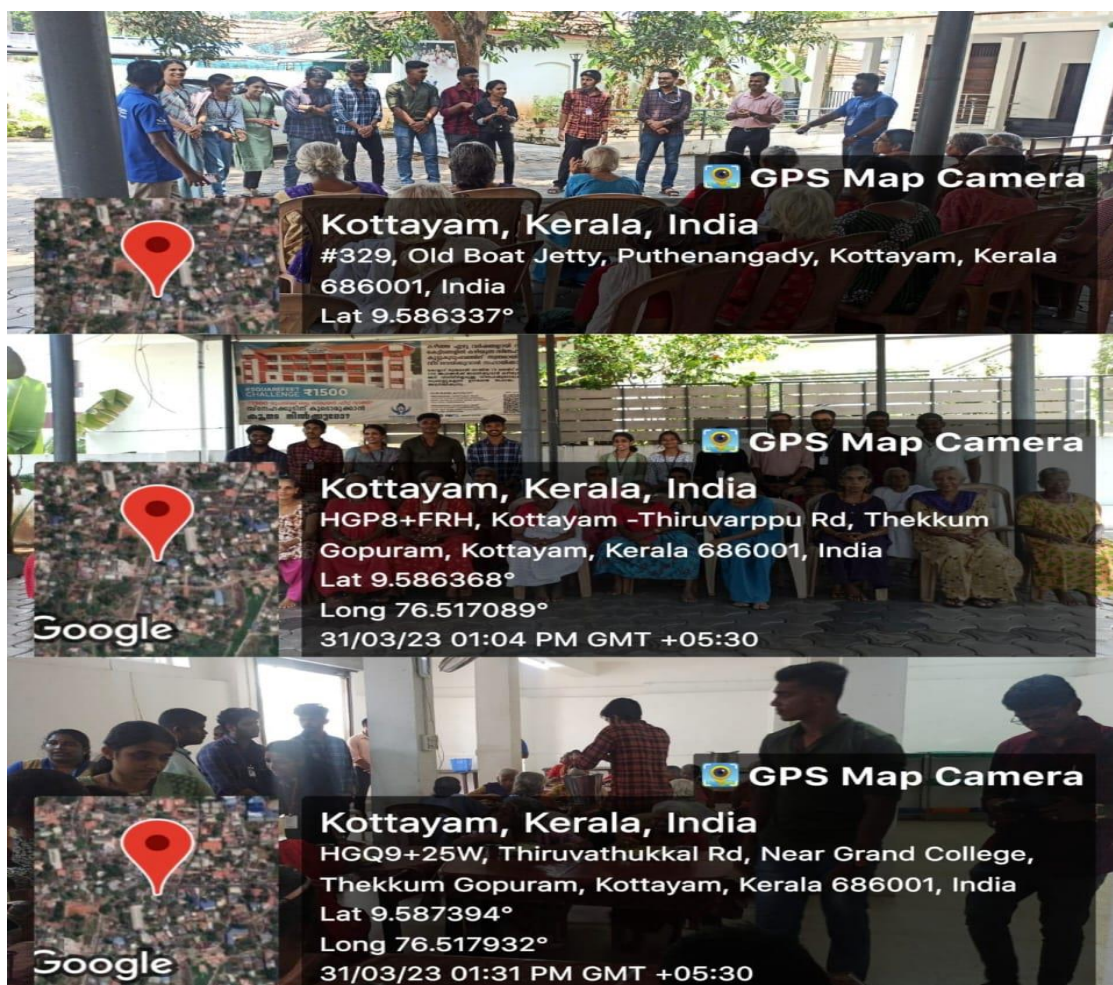 GPS Map Camera
Kottayam, Kerala, India
#329, Old Boat Jetty, Puthenangady, Kottayam, Kerala
686001, India
Lat 9.586337°
CHALLENGE ₹1500
GPS Map Camera
Kottayam, Kerala, India
HGP8+FRH, Kottayam -Thiruvarppu Rd, Thekkum
Gopuram, Kottayam, Kerala 686001, India
Lat 9.586368°
Long 76.517089°
31/03/23 01:04 PM GMT +05:30
Google
GPS Map Camera
Kottayam, Kerala, India
HGQ9+25W, Thiruvathukkal Rd, Near Grand College,
Thekkum Gopuram, Kottayam, Kerala 686001, India
Lat 9.587394°
Long 76.517932°
31/03/23 01:31 PM GMT +05:30
Google